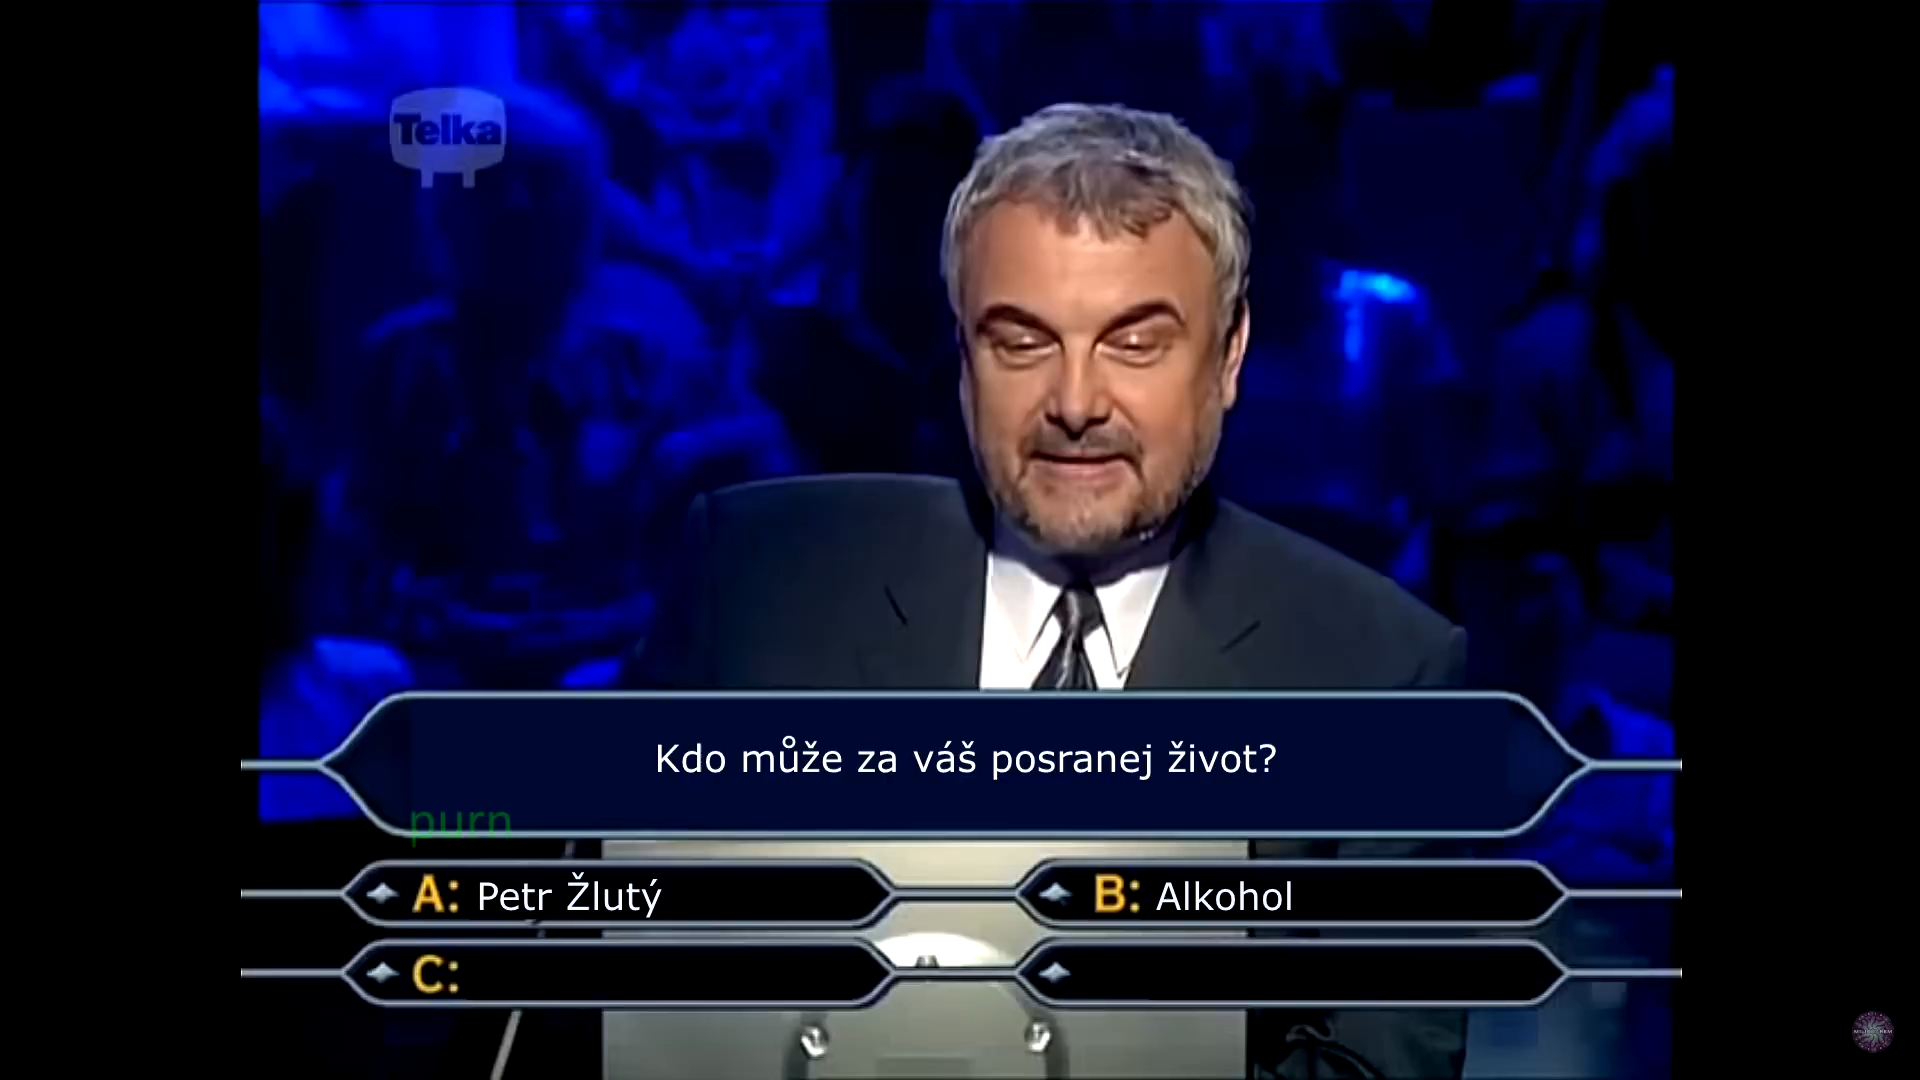 Telka
Kdo může za váš posranej život?
purn
A: Petr Žlutý
B: Alkohol
C: